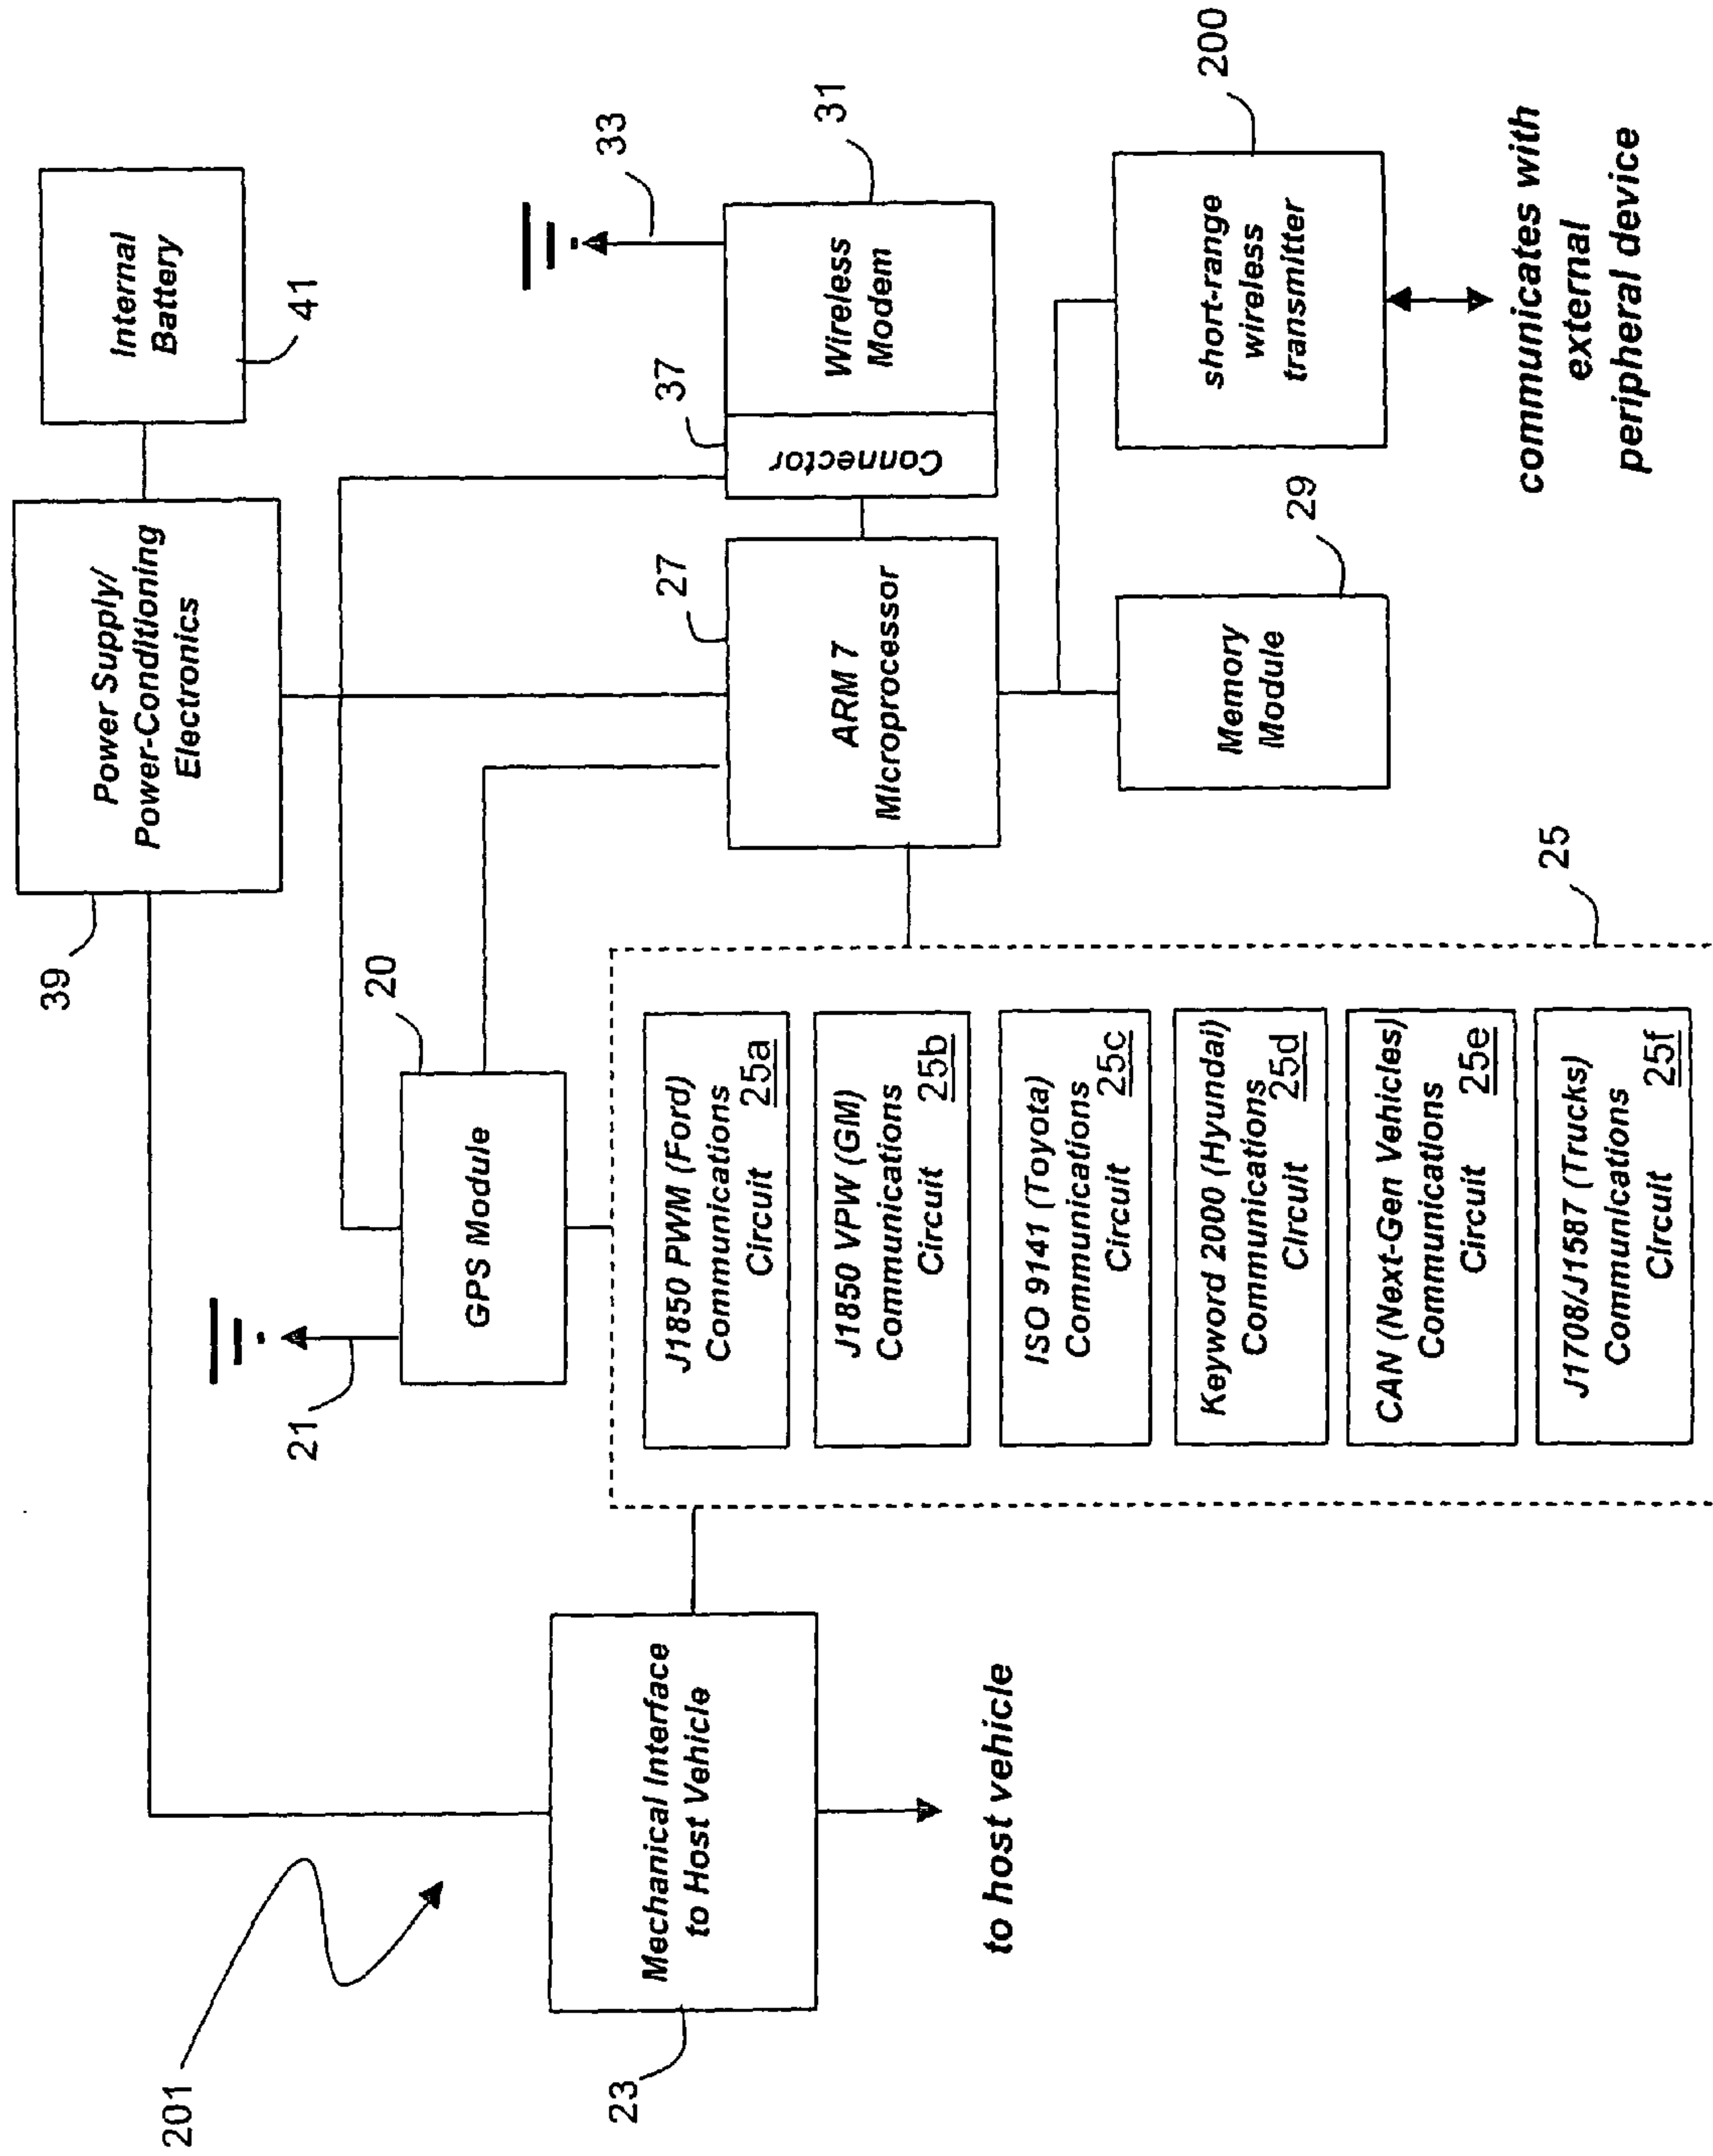 201
39
Power Supply/
Power-Conditioning
Electronics
Internal
Battery
41
21
20
GPS Module
33
37
31
Connector
Wireless
Modem
27
ARM 7
Microprocessor
23
Mechanical Interface
to Host Vehicle
to host vehicle
25
J1850 PWM (Ford)
Communications
Circuit 25a
J1850 VPW (GM)
Communications
Circuit 25b
ISO 9141 (Toyota)
Communications
Circuit 25c
Keyword 2000 (Hyundai)
Communications
Circuit 25d
CAN (Next-Gen Vehicles)
Communications
Circuit 25e
J1708/J1587 (Trucks)
Communications
Circuit 25f
29
Memory
Module
200
short-range
wireless
transmitter
communicates with
external
peripheral device